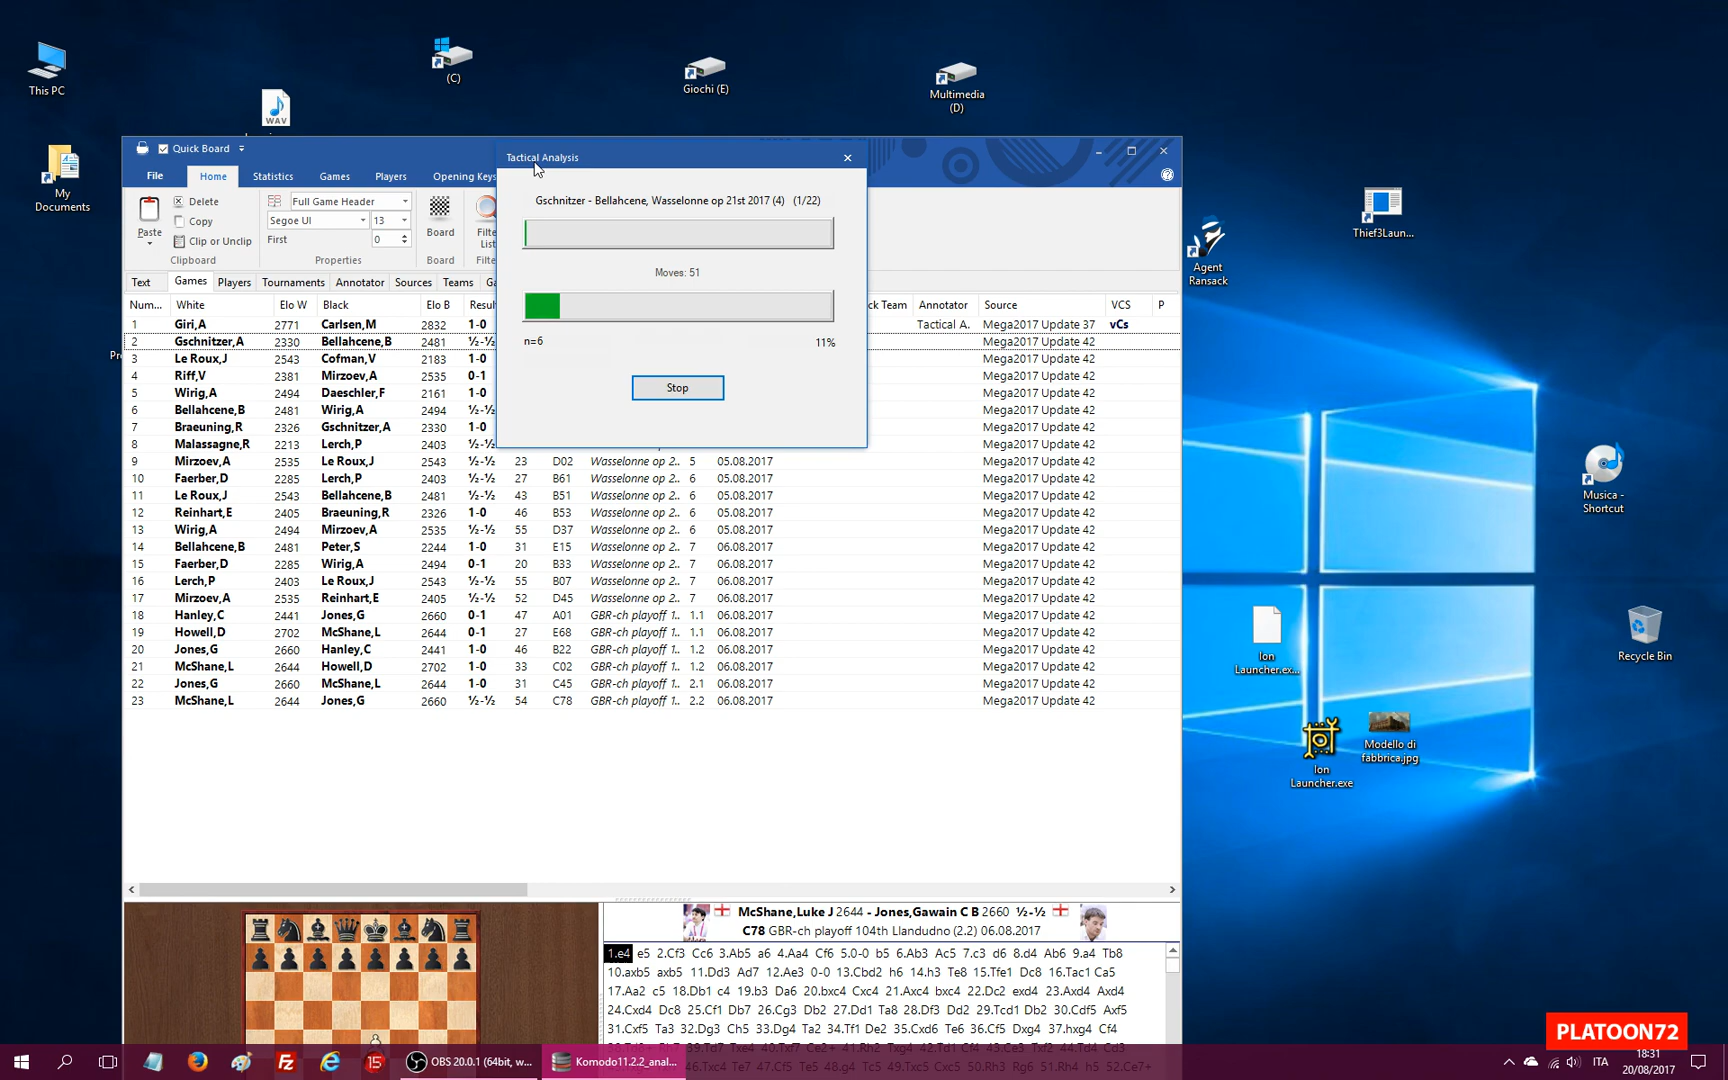 This PC
My
Documents
WAV
(C)
Giochi (E)
Multimedia
(D)
Thief3Laun...
Agent
Ransack
Musica -
Shortcut
Ion
Launcher.ex...
Recycle Bin
Ion
Launcher.exe
Modello di
fabbrica.jpg
Quick Board
File Home Statistics Games Players Opening Keys
Paste
Delete
Copy
Clip or Unclip
Clipboard
Full Game Header
Segoe UI 13
First 0
Properties
Board
Board
Filte
List
Filte
Tactical Analysis
Gschnitzer - Bellahcene, Wasselonne op 21st 2017 (4) (1/22)
Moves: 51
n=6 11%
Stop
Text Games Players Tournaments Annotator Sources Teams Ga
Num... White Elo W Black Elo B Resul ck Team Annotator Source VCS P
1 Giri,A 2771 Carlsen,M 2832 1-0 Tactical A. Mega2017 Update 37 vCs
2 Gschnitzer,A 2330 Bellahcene,B 2481 ½-½ Mega2017 Update 42
3 Le Roux,J 2543 Cofman,V 2183 1-0 Mega2017 Update 42
4 Riff,V 2381 Mirzoev,A 2535 0-1 Mega2017 Update 42
5 Wirig,A 2494 Daeschler,F 2161 1-0 Mega2017 Update 42
6 Bellahcene,B 2481 Wirig,A 2494 ½-½ Mega2017 Update 42
7 Braeuning,R 2326 Gschnitzer,A 2330 1-0 Mega2017 Update 42
8 Malassagne,R 2213 Lerch,P 2403 ½-½ Mega2017 Update 42
9 Mirzoev,A 2535 Le Roux,J 2543 ½-½ 23 D02 Wasselonne op 2.. 5 05.08.2017 Mega2017 Update 42
10 Faerber,D 2285 Lerch,P 2403 ½-½ 27 B61 Wasselonne op 2.. 6 05.08.2017 Mega2017 Update 42
11 Le Roux,J 2543 Bellahcene,B 2481 ½-½ 43 B51 Wasselonne op 2.. 6 05.08.2017 Mega2017 Update 42
12 Reinhart,E 2405 Braeuning,R 2326 1-0 46 B53 Wasselonne op 2.. 6 05.08.2017 Mega2017 Update 42
13 Wirig,A 2494 Mirzoev,A 2535 ½-½ 55 D37 Wasselonne op 2.. 6 05.08.2017 Mega2017 Update 42
14 Bellahcene,B 2481 Peter,S 2244 1-0 31 E15 Wasselonne op 2.. 7 06.08.2017 Mega2017 Update 42
15 Faerber,D 2285 Wirig,A 2494 0-1 20 B33 Wasselonne op 2.. 7 06.08.2017 Mega2017 Update 42
16 Lerch,P 2403 Le Roux,J 2543 ½-½ 55 B07 Wasselonne op 2.. 7 06.08.2017 Mega2017 Update 42
17 Mirzoev,A 2535 Reinhart,E 2405 ½-½ 52 D45 Wasselonne op 2.. 7 06.08.2017 Mega2017 Update 42
18 Hanley,C 2441 Jones,G 2660 0-1 47 A01 GBR-ch playoff 1.. 1.1 06.08.2017 Mega2017 Update 42
19 Howell,D 2702 McShane,L 2644 0-1 27 E68 GBR-ch playoff 1.. 1.1 06.08.2017 Mega2017 Update 42
20 Jones,G 2660 Hanley,C 2441 1-0 46 B22 GBR-ch playoff 1.. 1.2 06.08.2017 Mega2017 Update 42
21 McShane,L 2644 Howell,D 2702 1-0 33 C02 GBR-ch playoff 1.. 1.2 06.08.2017 Mega2017 Update 42
22 Jones,G 2660 McShane,L 2644 1-0 31 C45 GBR-ch playoff 1.. 2.1 06.08.2017 Mega2017 Update 42
23 McShane,L 2644 Jones,G 2660 ½-½ 54 C78 GBR-ch playoff 1.. 2.2 06.08.2017 Mega2017 Update 42
McShane,Luke J 2644 - Jones,Gawain C B 2660 ½-½
C78 GBR-ch playoff 104th Llandudno (2.2) 06.08.2017
1.e4 e5 2.Cf3 Cc6 3.Ab5 a6 4.Aa4 Cf6 5.0-0 b5 6.Ab3 Ac5 7.c3 d6 8.d4 Ab6 9.a4 Tb8
10.axb5 axb5 11.Dd3 Ad7 12.Ae3 0-0 13.Cbd2 h6 14.h3 Te8 15.Tfe1 Dc8 16.Tac1 Ca5
17.Aa2 c5 18.Db1 c4 19.b3 Da6 20.bxc4 Cxc4 21.Axc4 bxc4 22.Dc2 exd4 23.Axd4 Axd4
24.Cxd4 Dc8 25.Cf1 Db7 26.Cg3 Db2 27.Dd1 Ta8 28.Df3 Dd2 29.Tcd1 Db2 30.Cdf5 Axf5
31.Cxf5 Ta3 32.Dg3 Ch5 33.Dg4 Ta2 34.Tf1 De2 35.Cxd6 Te6 36.Cf5 Dxg4 37.hxg4 Cf4
OBS 20.0.1 (64bit, w...
Komodo11.2.2_anal...
PLATOON72
ITA
18:31
20/08/2017